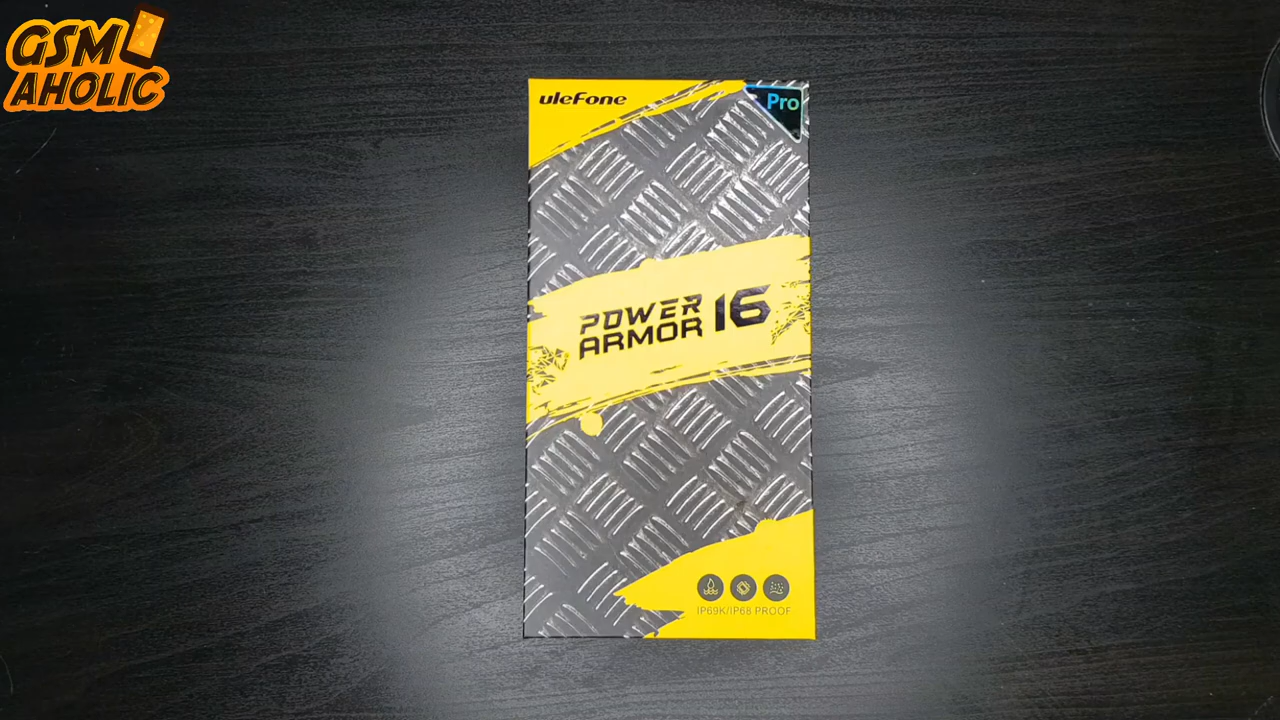 GSM
AHOLIC
uleFone
Pro
POWER
ARMOR 16
IP69K/IP68 PROOF